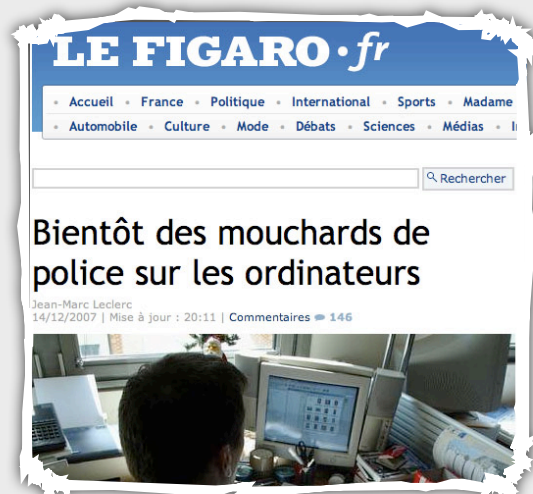 LE FIGARO·fr
• Accueil • France • Politique • International • Sports • Madame
• Automobile • Culture • Mode • Débats • Sciences • Médias •
Rechercher
Bientôt des mouchards de
police sur les ordinateurs
Jean-Marc Leclerc
14/12/2007 | Mise à jour : 20:11 | Commentaires 146